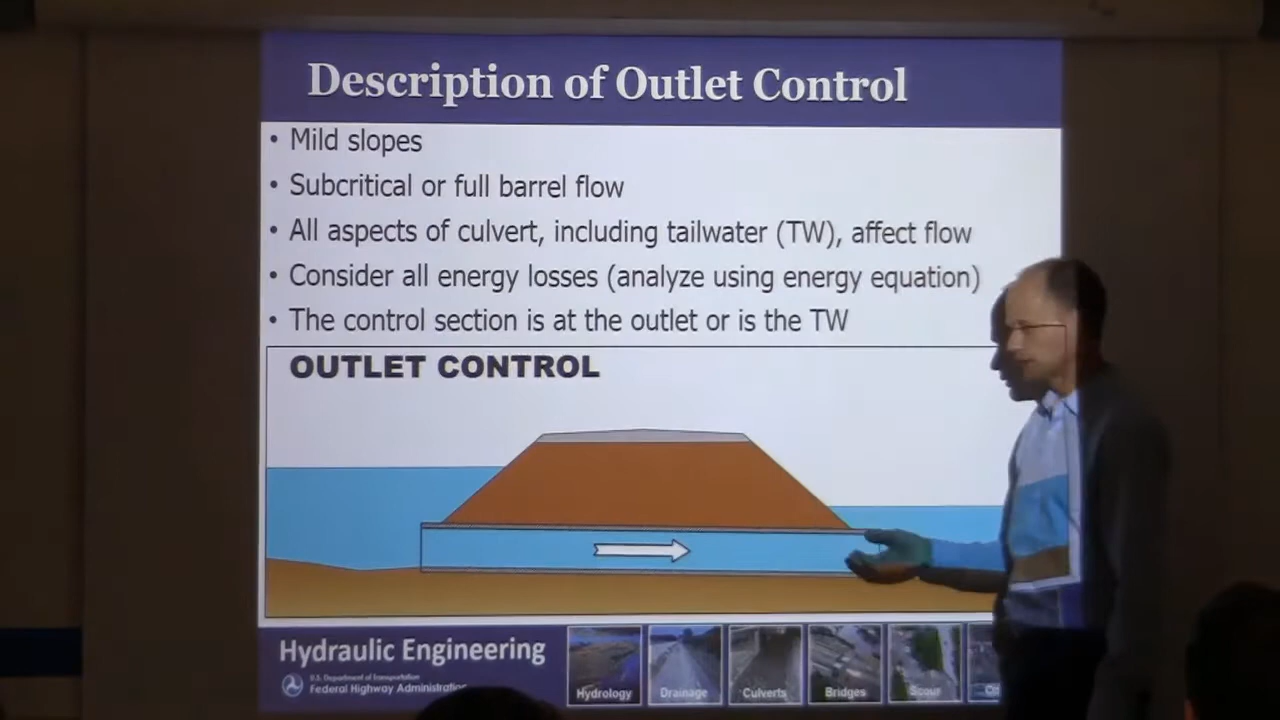 Description of Outlet Control
• Mild slopes
• Subcritical or full barrel flow
• All aspects of culvert, including tailwater (TW), affect flow
• Consider all energy losses (analyze using energy equation)
• The control section is at the outlet or is the TW
OUTLET CONTROL
Hydraulic Engineering
U.S. Department of Transportation
Federal Highway Administration
Hydrology
Drainage
Culverts
Bridges
Scour